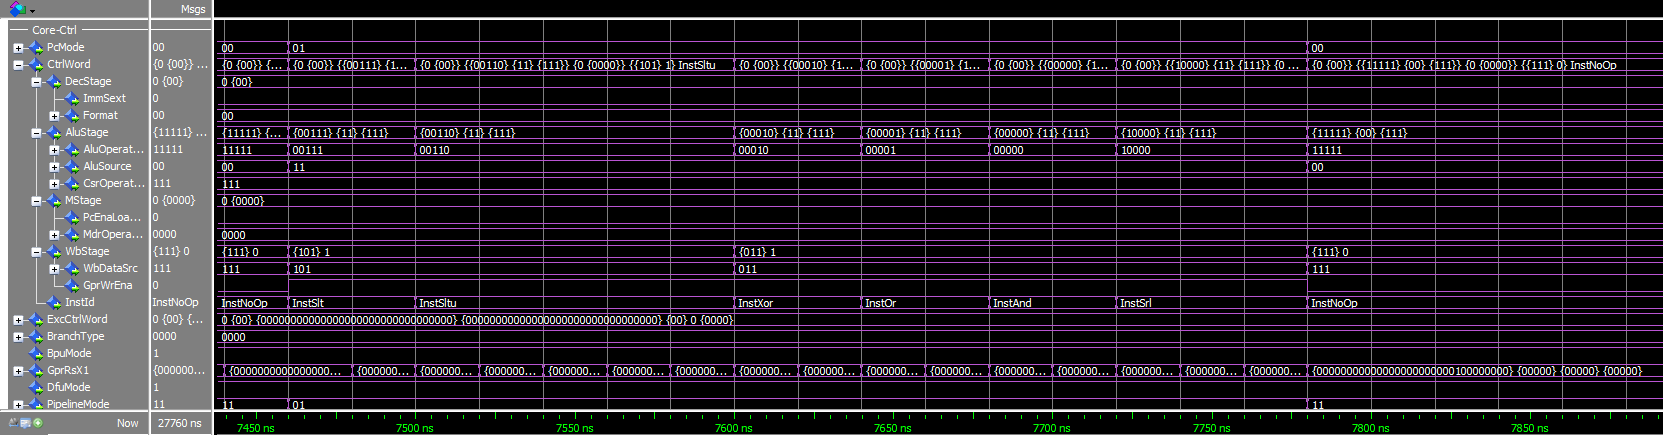 Msgs
Core-Ctrl
PcMode 00 00 01 00
CtrlWord {0 {00}} ... {0 {00}} {... {0 {00}} {{00111} {1... {0 {00}} {{00110} {11} {111}} {0 {0000}} {{101} 1} InstSltu {0 {00}} {{00010} {1... {0 {00}} {{00001} {1... {0 {00}} {{00000} {1... {0 {00}} {{10000} {11} {111}} {0 ... {0 {00}} {{11111} {00} {111}} {0 {0000}} {{111} 0} InstNoOp
DecStage 0 {00} 0 {00}
ImmSext 0
Format 00 00
AluStage {11111} ... {11111} {... {00111} {11} {111} {00110} {11} {111} {00010} {11} {111} {00001} {11} {111} {00000} {11} {111} {10000} {11} {111} {11111} {00} {111}
AluOperat... 11111 11111 00111 00110 00010 00001 00000 10000 11111
AluSource 00 00 11 00
CsrOperat... 111 111
MStage 0 {0000} 0 {0000}
PcEnaLoa... 0
MdrOpera... 0000 0000
WbStage {111} 0 {111} 0 {101} 1 {011} 1 {111} 0
WbDataSrc 111 111 101 011 111
GprWrEna 0
InstId InstNoOp InstNoOp InstSlt InstSltu InstXor InstOr InstAnd InstSrl InstNoOp
ExcCtrlWord 0 {00} {... 0 {00} {00000000000000000000000000000000} {00000000000000000000000000000000} {00} 0 {0000}
BranchType 0000 0000
BpuMode 1
GprRsX1 {000000... {0000000000000000... {000000... {000000... {000000... {000000... {000000... {000000... {000000... {000000... {000000... {000000... {000000... {000000... {000000... {000000... {00000000000000000000000100000000} {00000} {00000} {00000}
DfuMode 1
PipelineMode 11 11 01 11
Now 27760 ns 7450 ns 7500 ns 7550 ns 7600 ns 7650 ns 7700 ns 7750 ns 7800 ns 7850 ns